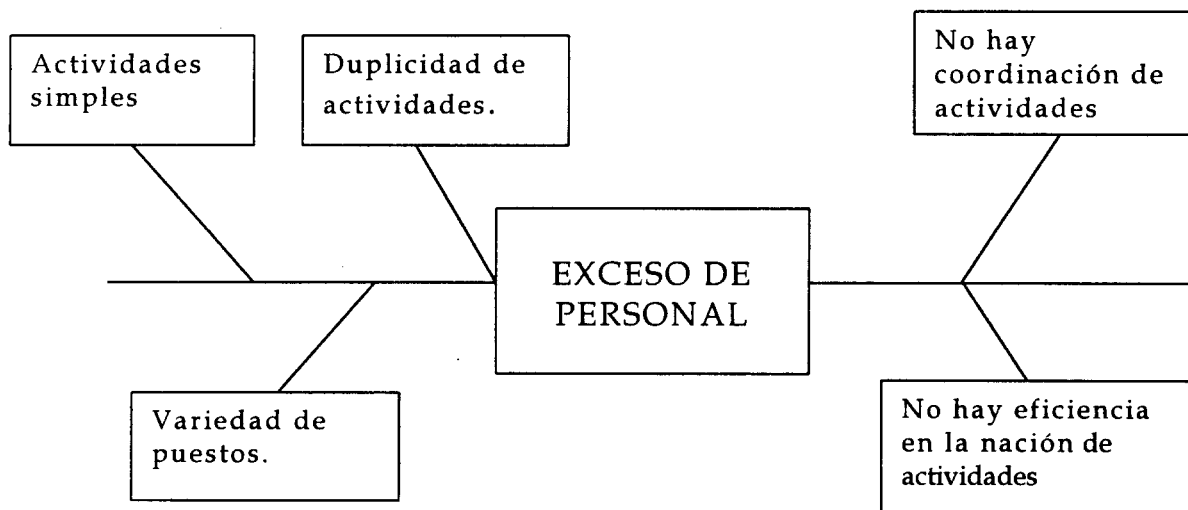 Actividades
simples
Duplicidad de
actividades.
No hay
coordinación de
actividades
EXCESO DE
PERSONAL
Variedad de
puestos.
No hay eficiencia
en la nación de
actividades